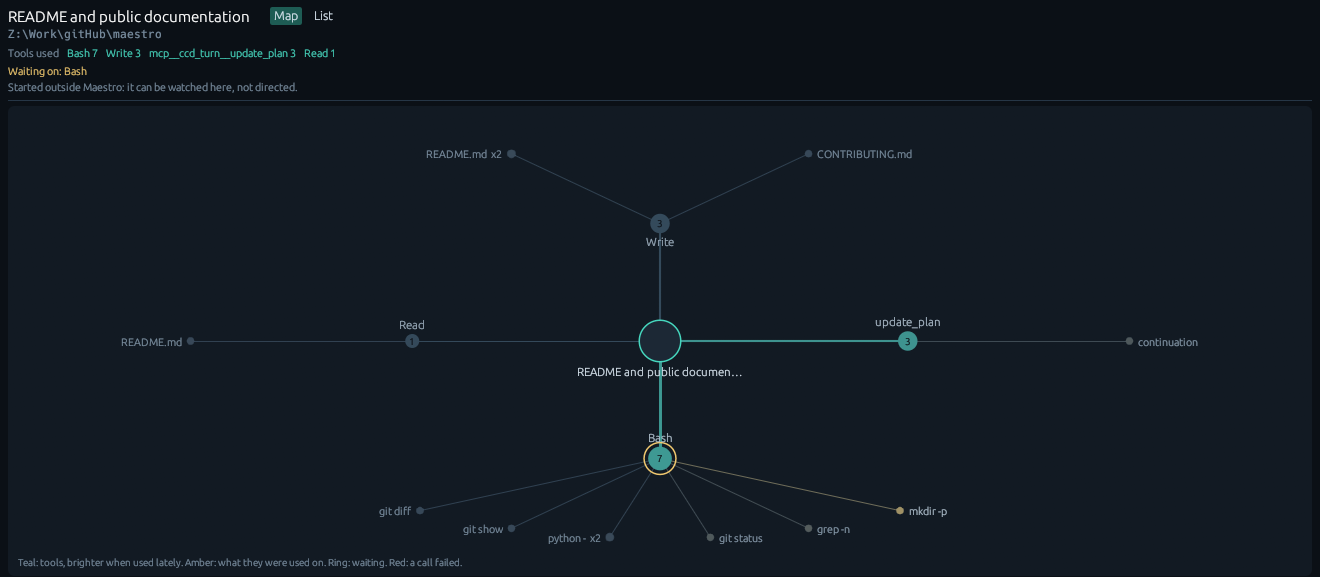 README and public documentation Map List
Z:\Work\gitHub\maestro
Tools used Bash 7 Write 3 mcp__ccd_turn__update_plan 3 Read 1
Waiting on: Bash
Started outside Maestro: it can be watched here, not directed.
README.md x2
CONTRIBUTING.md
3
Write
Read
update_plan
README.md
1
3
continuation
README and public documen...
Bash
7
git diff
mkdir -p
git show
grep -n
python - x2
git status
Teal: tools, brighter when used lately. Amber: what they were used on. Ring: waiting. Red: a call failed.